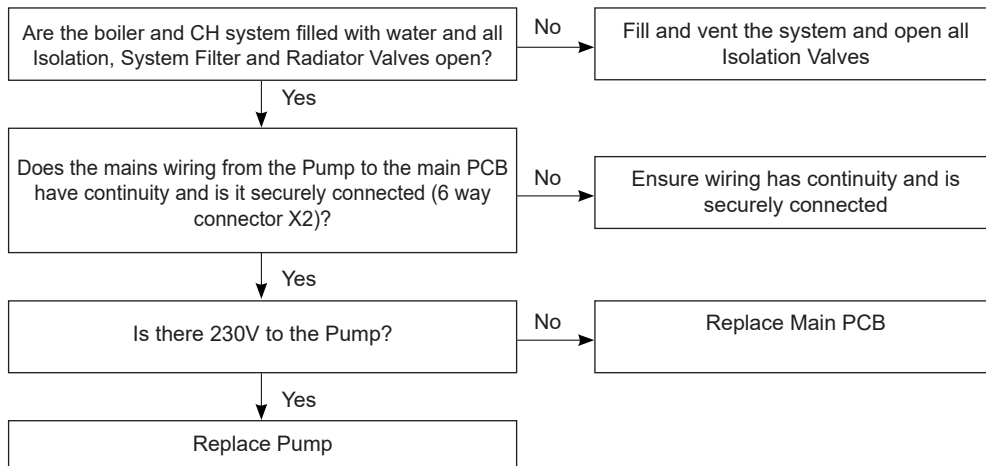 Are the boiler and CH system filled with water and all
Isolation, System Filter and Radiator Valves open?
No
Fill and vent the system and open all
Isolation Valves
Yes
Does the mains wiring from the Pump to the main PCB
have continuity and is it securely connected (6 way
connector X2)?
No
Ensure wiring has continuity and is
securely connected
Yes
Is there 230V to the Pump?
No
Replace Main PCB
Yes
Replace Pump